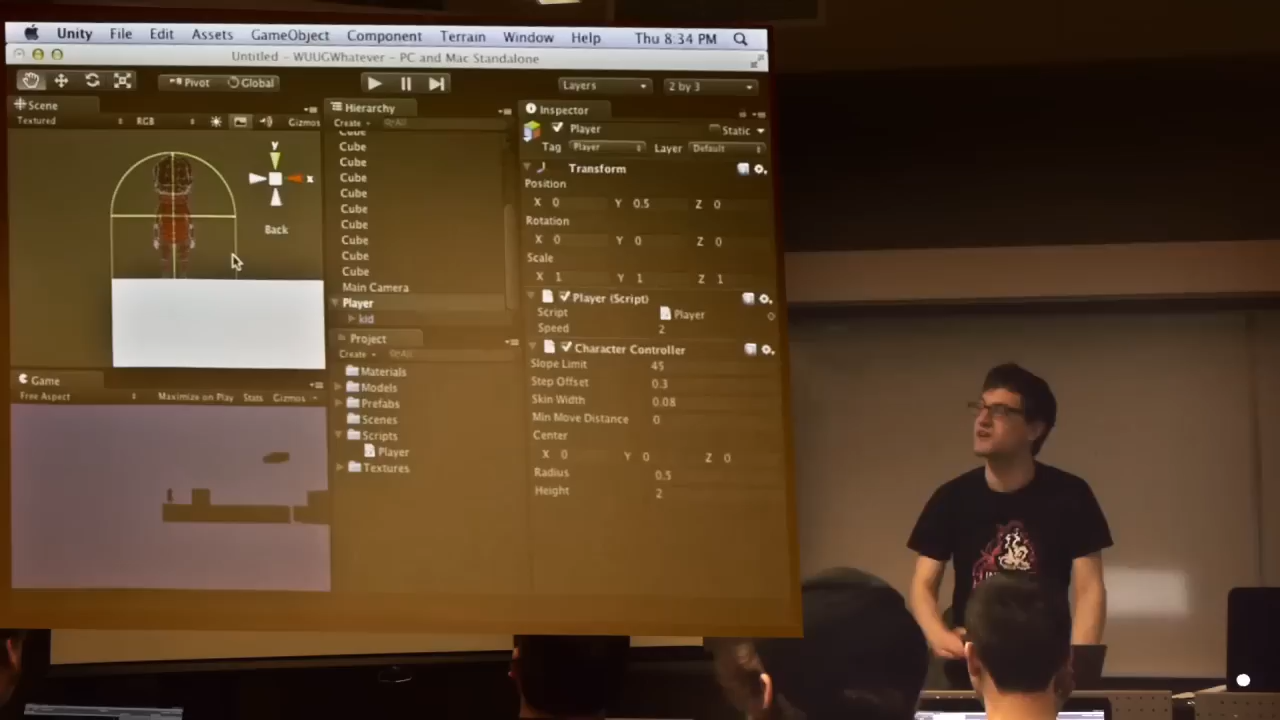 Unity File Edit Assets GameObject Component Terrain Window Help Thu 8:34 PM
Untitled - WUUGWhatever - PC and Mac Standalone
Pivot Global Layers 2 by 3
Scene
Textured RGB Gizmos
y
x
Back
Game
Free Aspect Maximize on Play Stats Gizmos
Hierarchy
Create All
Cube
Cube
Cube
Cube
Cube
Cube
Cube
Cube
Cube
Cube
Main Camera
Player
kid
Project
Create All
Materials
Models
Prefabs
Scenes
Scripts
Player
Textures
Inspector
Player Static
Tag Player Layer Default
Transform
Position
X 0 Y 0.5 Z 0
Rotation
X 0 Y 0 Z 0
Scale
X 1 Y 1 Z 1
Player (Script)
Script Player
Speed 2
Character Controller
Slope Limit 45
Step Offset 0.3
Skin Width 0.08
Min Move Distance 0
Center
X 0 Y 0 Z 0
Radius 0.5
Height 2